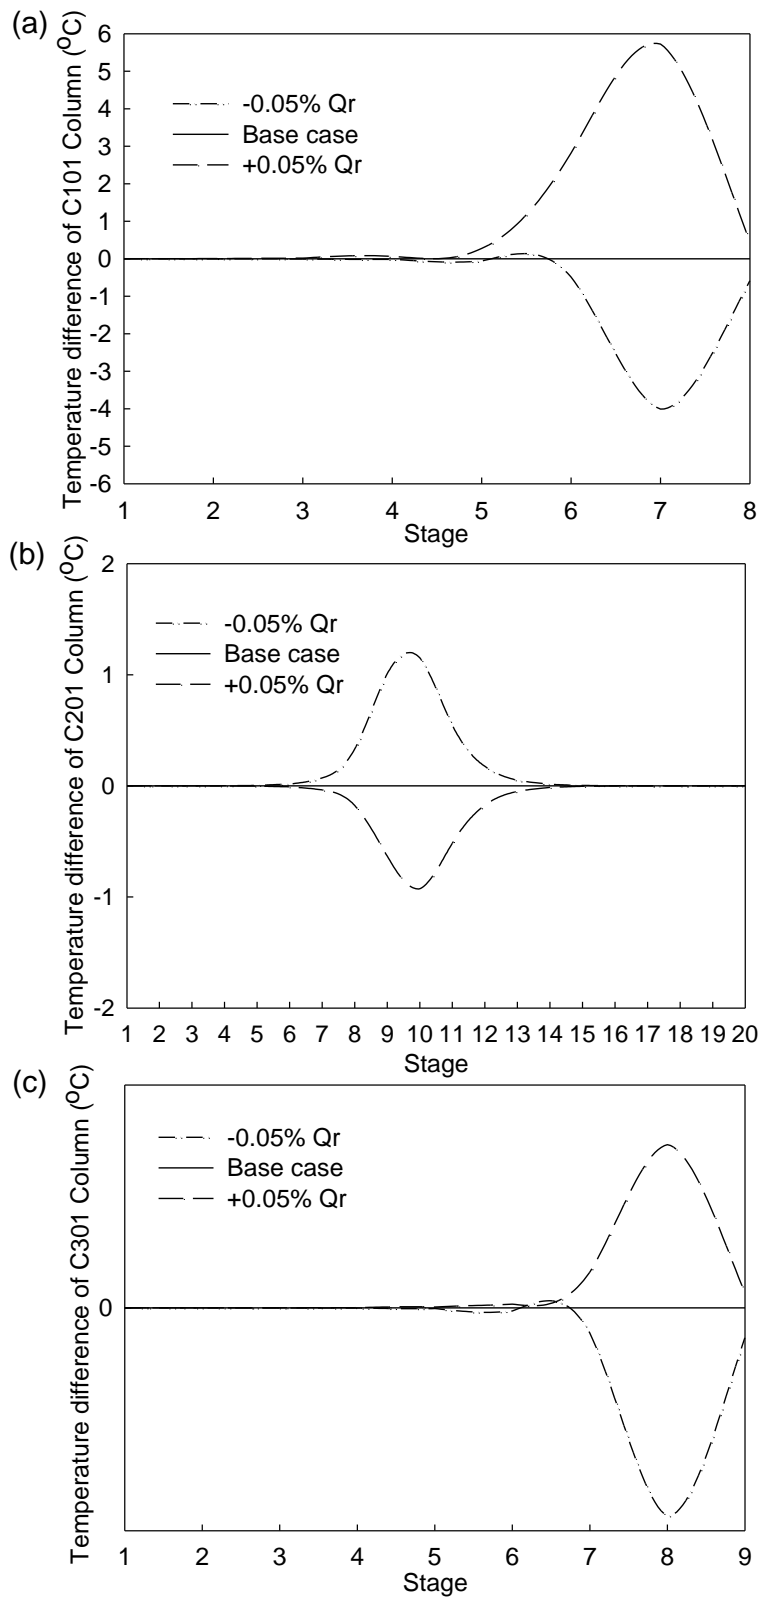 (a)
Temperature difference of C101 Column (°C)
6
5
4
3
2
1
0
-1
-2
-3
-4
-5
-6
-0.05% Qr
Base case
+0.05% Qr
1 2 3 4 5 6 7 8
Stage
(b)
Temperature difference of C201 Column (°C)
2
1
0
-1
-2
-0.05% Qr
Base case
+0.05% Qr
1 2 3 4 5 6 7 8 9 10 11 12 13 14 15 16 17 18 19 20
Stage
(c)
Temperature difference of C301 Column (°C)
0
-0.05% Qr
Base case
+0.05% Qr
1 2 3 4 5 6 7 8 9
Stage